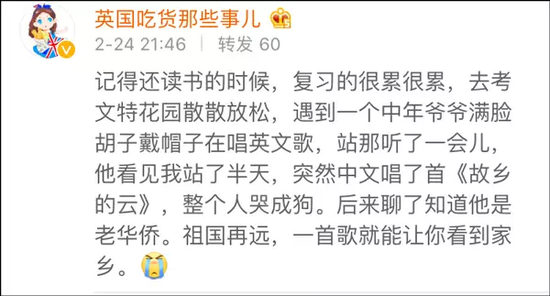 英国吃货那些事儿
2-24 21:46 | 转发 60
记得还读书的时候，复习的很累很累，去考
文特花园散散放松，遇到一个中年爷爷满脸
胡子戴帽子在唱英文歌，站那听了一会儿，
他看见我站了半天，突然中文唱了首《故乡
的云》，整个人哭成狗。后来聊了知道他是
老华侨。祖国再远，一首歌就能让你看到家
乡。😭